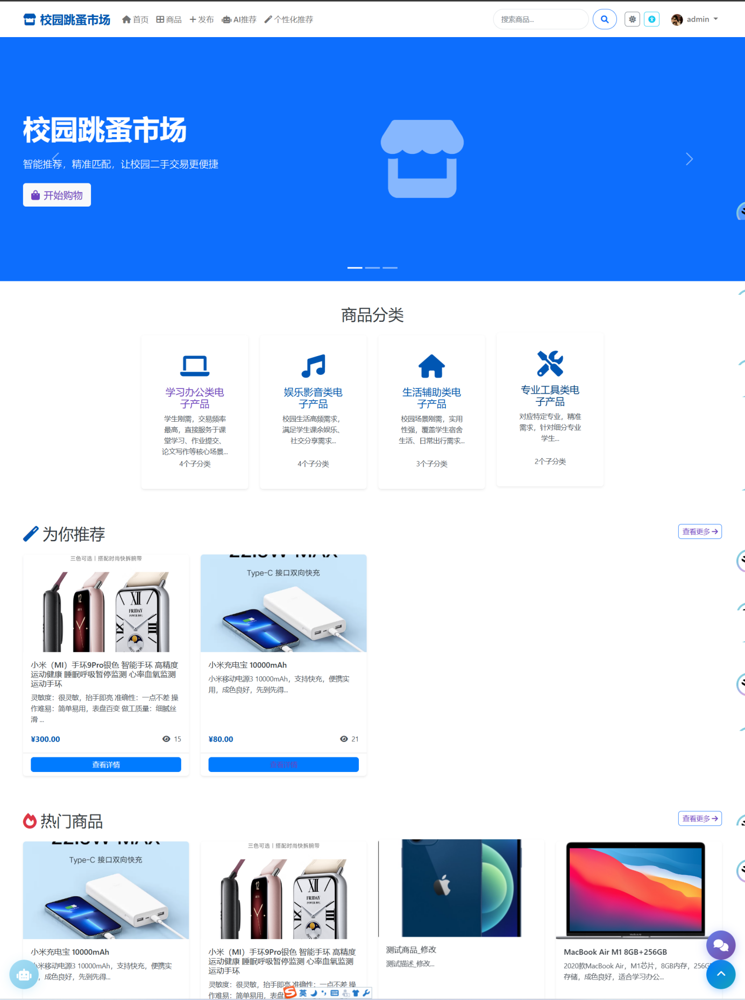 校园跳蚤市场 首页 商品 发布 AI推荐 个性化推荐 搜索商品... admin
校园跳蚤市场
智能推荐，精准匹配，让校园二手交易更便捷
开始购物
商品分类
学习办公类电
子产品
学生刚需，交易频率
最高，直接服务于课
堂学习、作业提交、
论文写作等核心场景...
4个子分类
娱乐影音类电
子产品
校园生活高频需求，
满足学生课余娱乐、
社交分享需求...
4个子分类
生活辅助类电
子产品
校园场景刚需，实用
性强，覆盖学生宿舍
生活、日常出行需求...
3个子分类
专业工具类电
子产品
对应特定专业，精准
需求，针对细分专业
学生...
2个子分类
为你推荐
查看更多
三色可选丨搭配时尚快拆腕带
12
XII
FRIDAY
小米（MI）手环9Pro银色 智能手环 高精度
运动健康 睡眠呼吸暂停监测 心率血氧监测
运动手环
灵敏度：很灵敏，抬手即亮 准确性：一点不差 操
作难易：简单易用，表盘百变 做工质量：细腻丝
滑 ...
¥300.00 15
查看详情
22.5W MAX
Type-C 接口双向快充
小米充电宝 10000mAh
小米移动电源3 10000mAh，支持快充，便携实
用，成色良好，先到先得...
¥80.00 21
查看详情
热门商品
查看更多
22.5W MAX
Type-C 接口双向快充
小米充电宝 10000mAh
小米移动电源3 10000mAh，支持快充，便携实
，成色良好，先到先得...
三色可选丨搭配时尚快拆腕带
XII
FRIDAY
小米（MI）手环9Pro银色 智能手环 高精度
运动健康 睡眠呼吸暂停监测 心率血氧监测
运动手环
灵敏度：很灵敏，抬手即亮 准确性：一点不差 操
作难易：简单易用，表盘
测试商品_修改
测试描述_修改...
MacBook Air M1 8GB+256GB
2020款MacBook Air，M1芯片，8GB内存，256G
存储，成色良好，适合学习办公...
英